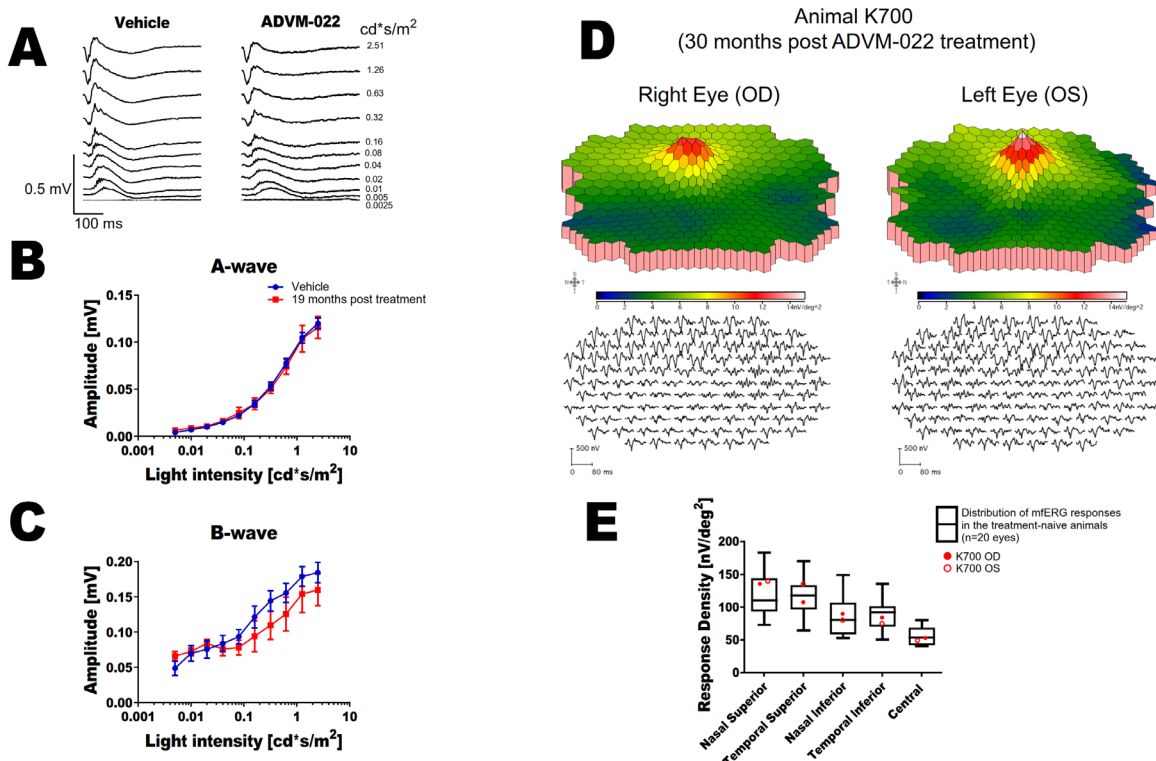 A
Vehicle
ADVM-022
cd*s/m2
2.51
1.26
0.63
0.32
0.16
0.08
0.04
0.02
0.01
0.005
0.0025
0.5 mV
100 ms
B
A-wave
Vehicle
19 months post treatment
Amplitude [mV]
0.15
0.10
0.05
0.00
0.001
0.01
0.1
1
10
Light intensity [cd*s/m2]
C
B-wave
Amplitude [mV]
0.20
0.15
0.10
0.05
0.00
0.001
0.01
0.1
1
10
Light intensity [cd*s/m2]
D
Animal K700
(30 months post ADVM-022 treatment)
Right Eye (OD)
Left Eye (OS)
S
N T
0 2 4 6 8 10 12 14nV/deg^2
500 nV
80 ms
S
T N
0 2 4 6 8 10 12 14nV/deg^2
500 nV
80 ms
E
Distribution of mfERG responses
in the treatment-naive animals
(n=20 eyes)
K700 OD
K700 OS
Response Density [nV/deg2]
200
150
100
50
0
Nasal Superior
Temporal Superior
Nasal Inferior
Temporal Inferior
Central